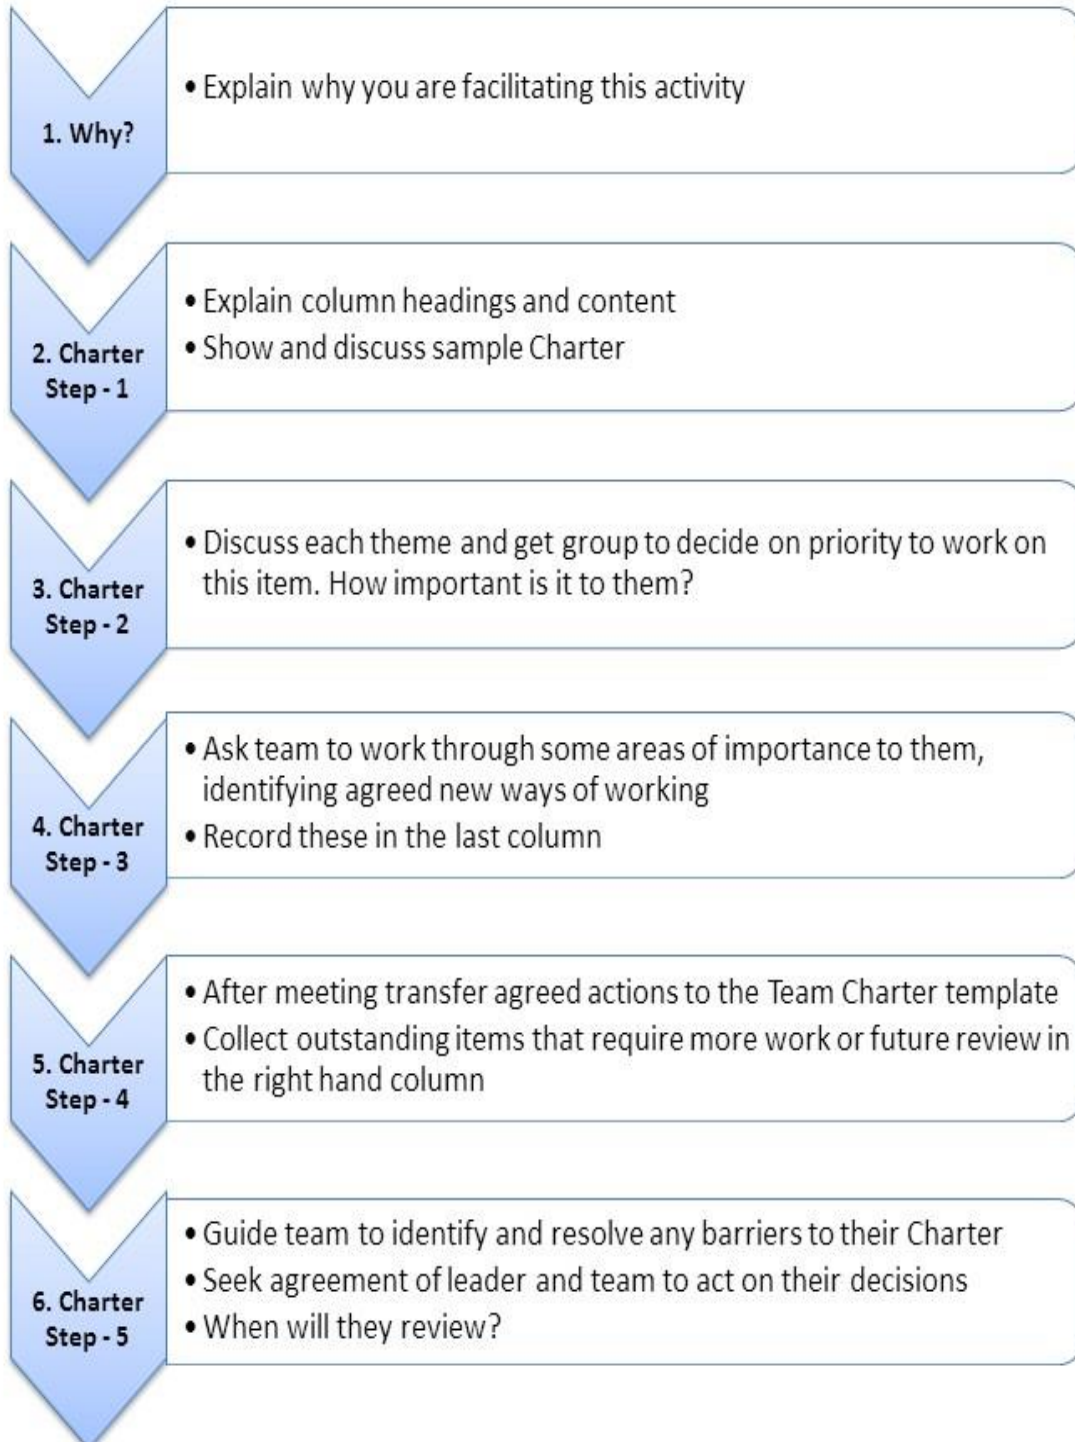 1. Why?
• Explain why you are facilitating this activity
2. Charter
Step - 1
• Explain column headings and content
• Show and discuss sample Charter
3. Charter
Step - 2
• Discuss each theme and get group to decide on priority to work on
this item. How important is it to them?
4. Charter
Step - 3
• Ask team to work through some areas of importance to them,
identifying agreed new ways of working
• Record these in the last column
5. Charter
Step - 4
• After meeting transfer agreed actions to the Team Charter template
• Collect outstanding items that require more work or future review in
the right hand column
6. Charter
Step - 5
• Guide team to identify and resolve any barriers to their Charter
• Seek agreement of leader and team to act on their decisions
• When will they review?